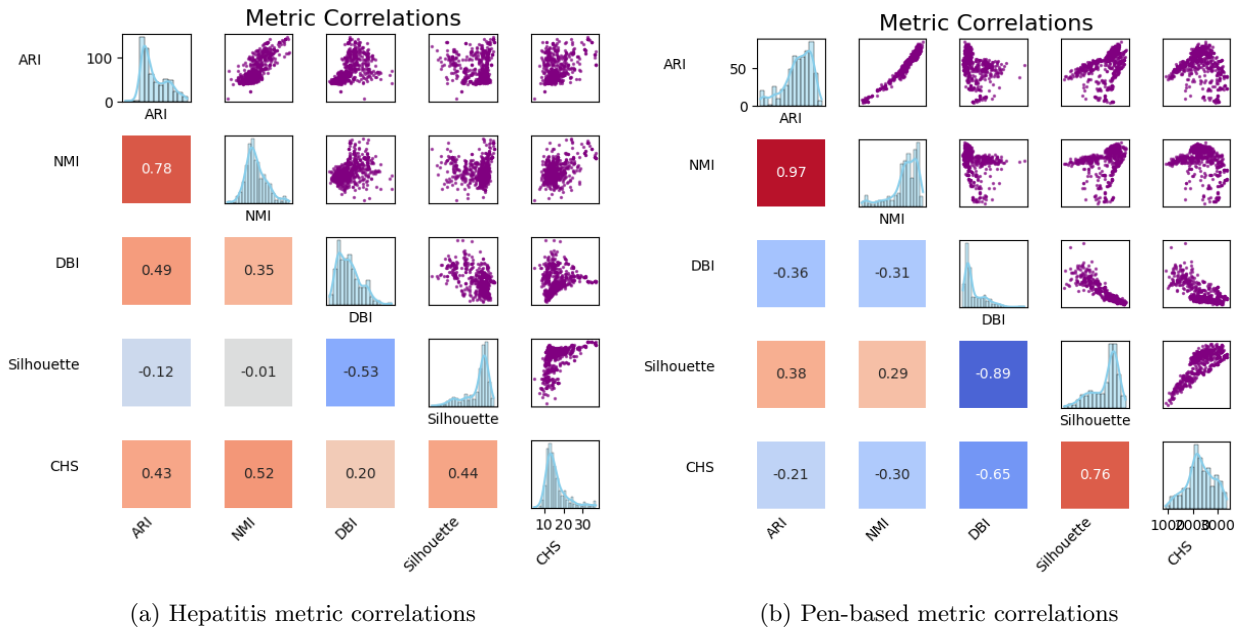 Metric Correlations
ARI
100
0
ARI
NMI
0.78
NMI
DBI
0.49
0.35
DBI
Silhouette
-0.12
-0.01
-0.53
Silhouette
CHS
0.43
0.52
0.20
0.44
10 20 30
ARI
NMI
DBI
Silhouette
CHS
(a) Hepatitis metric correlations
Metric Correlations
ARI
50
0
ARI
NMI
0.97
NMI
DBI
-0.36
-0.31
DBI
Silhouette
0.38
0.29
-0.89
Silhouette
CHS
-0.21
-0.30
-0.65
0.76
1000 2000 3000
ARI
NMI
DBI
Silhouette
CHS
(b) Pen-based metric correlations